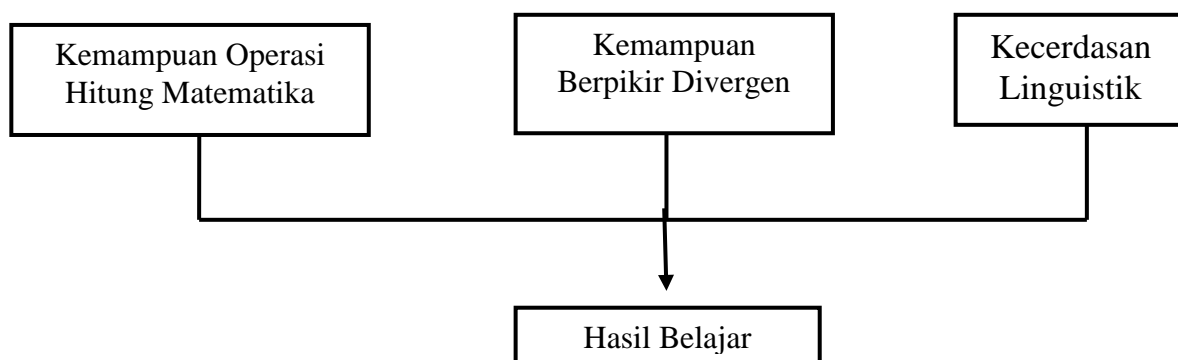 Kemampuan Operasi
Hitung Matematika
Kemampuan
Berpikir Divergen
Kecerdasan
Linguistik
Hasil Belajar